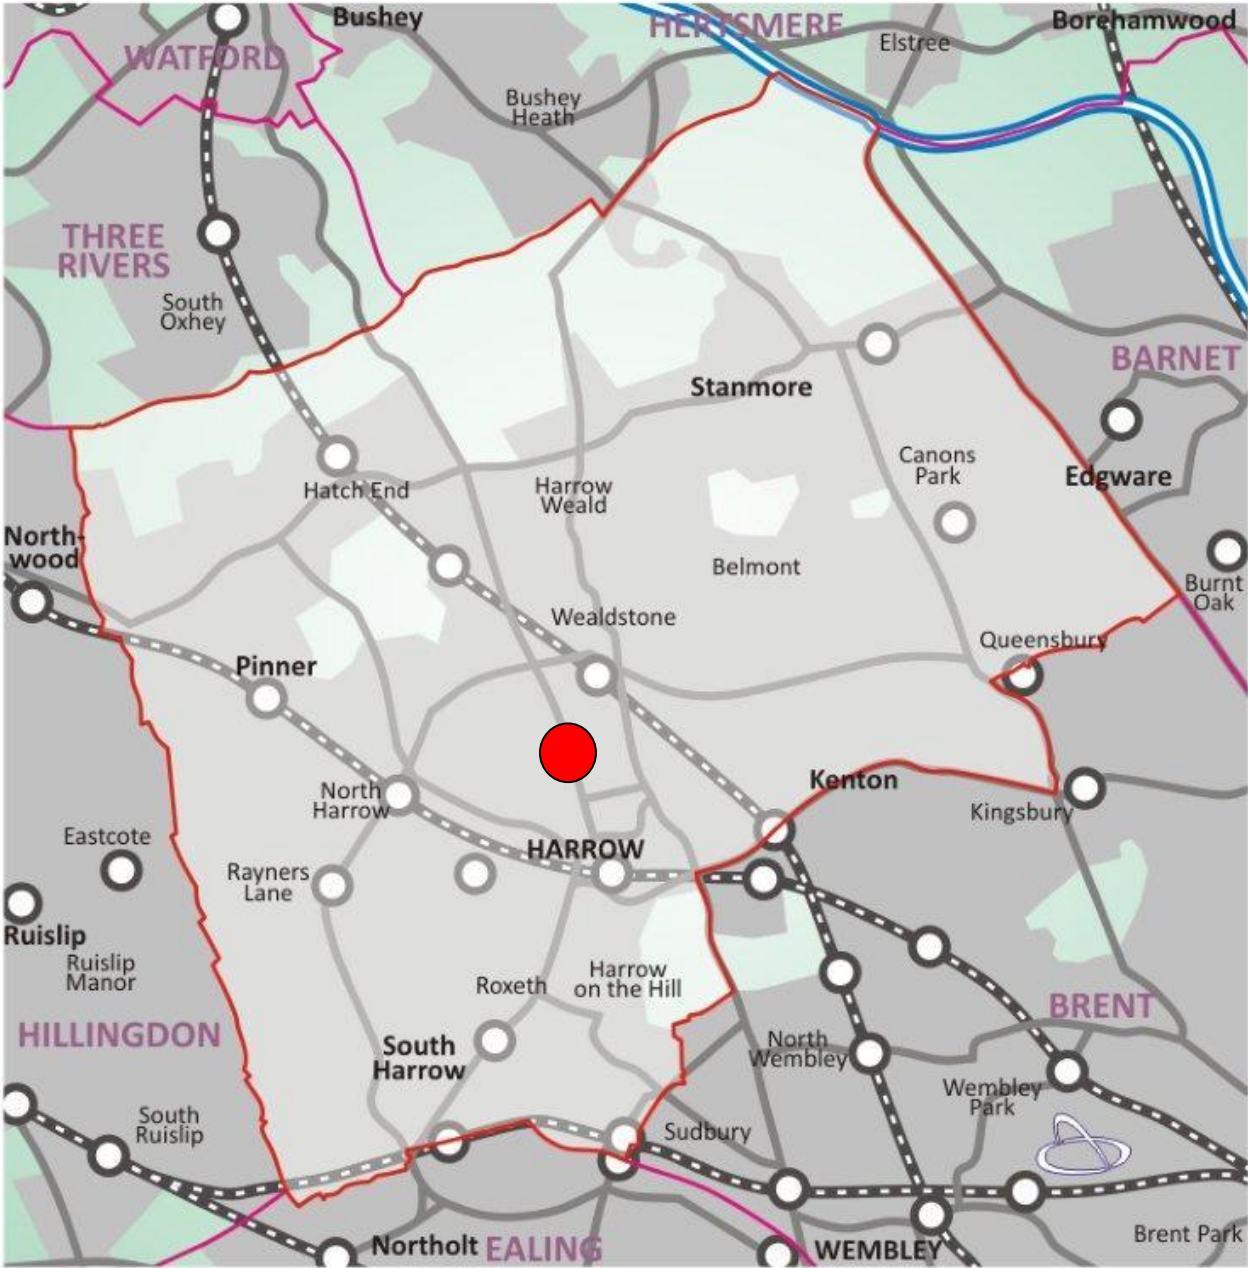 Bushey
HERTSMERE
Borehamwood
Elstree
WATFORD
Bushey
Heath
THREE
RIVERS
South
Oxhey
BARNET
Stanmore
Canons
Park
Edgware
Hatch End
Harrow
Weald
North-
wood
Belmont
Burnt
Oak
Wealdstone
Queensbury
Pinner
Kenton
North
Harrow
Kingsbury
Eastcote
HARROW
Rayners
Lane
Ruislip
Ruislip
Manor
Roxeth
Harrow
on the Hill
BRENT
HILLINGDON
South
Harrow
North
Wembley
Wembley
Park
South
Ruislip
Sudbury
Northolt
EALING
WEMBLEY
Brent Park